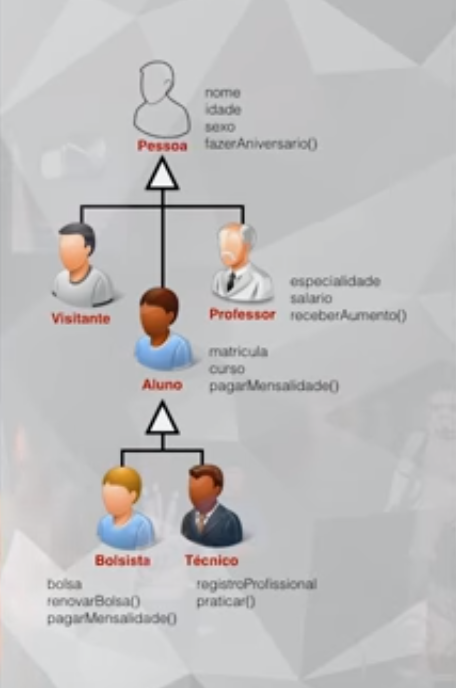 nome
idade
sexo
fazerAniversario()
Pessoa
Visitante
Professor
especialidade
salario
receberAumento()
Aluno
matricula
curso
pagarMensalidade()
Bolsista
Técnico
bolsa
renovarBolsa()
pagarMensalidade()
registroProfissional
praticar()